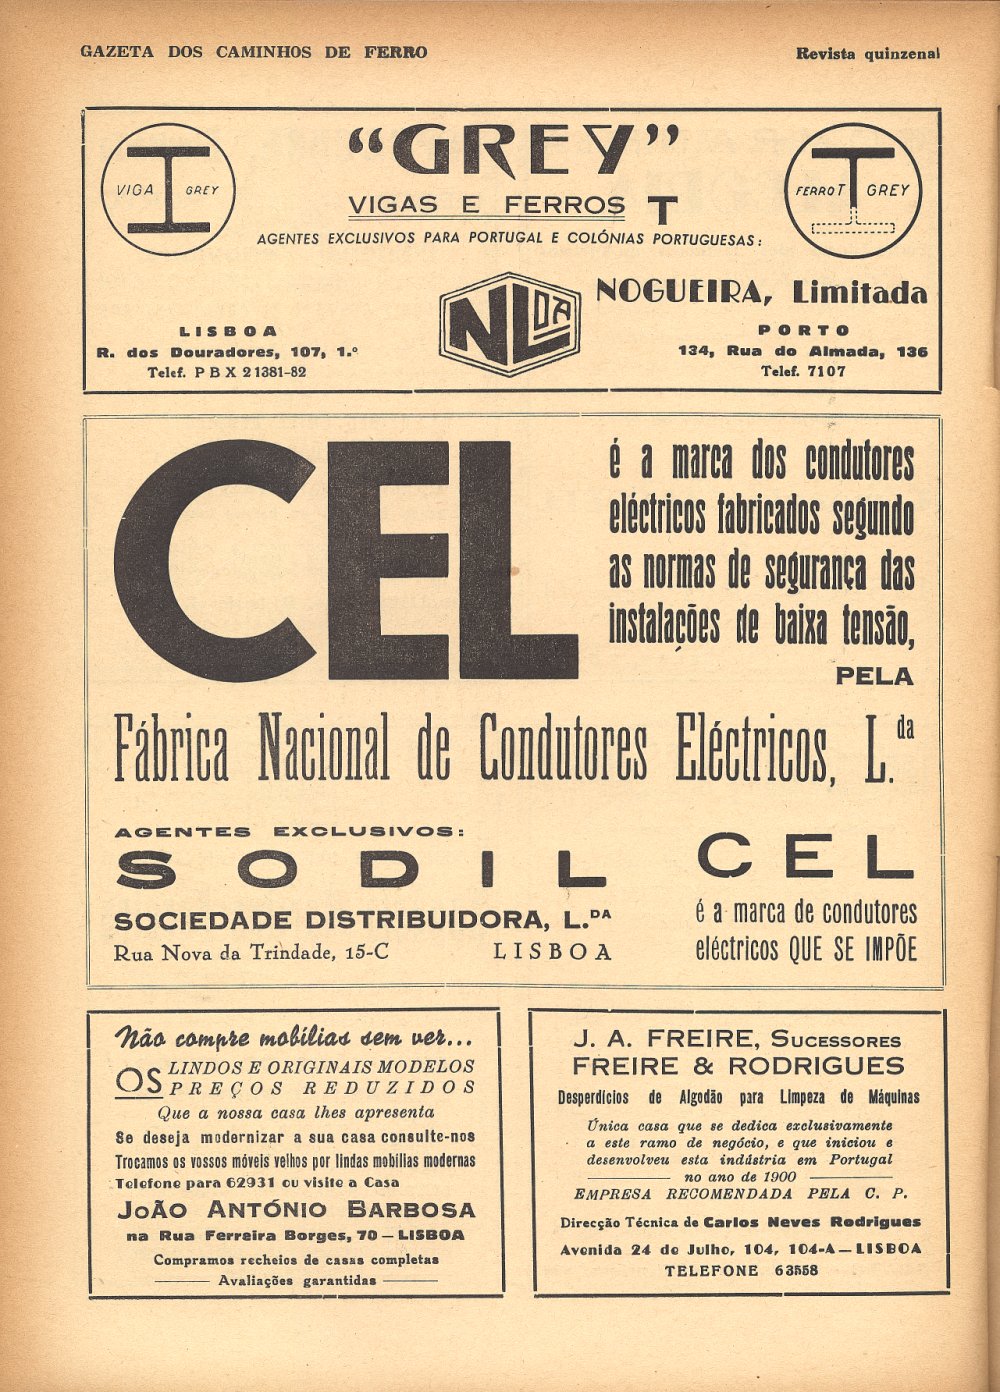 GAZETA DOS CAMINHOS DE FERRO
Revista quinzenal
VIGA GREY
"GREY"
VIGAS E FERROS T
FERRO T GREY
AGENTES EXCLUSIVOS PARA PORTUGAL E COLÓNIAS PORTUGUESAS:
NLDA
NOGUEIRA, Limitada
LISBOA
R. dos Douradores, 107, 1.º
Telef. P B X 2 1381-82
PORTO
134, Rua do Almada, 136
Telef. 7107
CEL
é a marca dos condutores
eléctricos fabricados segundo
as normas de segurança das
instalações de baixa tensão,
PELA
Fábrica Nacional de Condutores Eléctricos, L.da
AGENTES EXCLUSIVOS:
SODIL
SOCIEDADE DISTRIBUIDORA, L.DA
Rua Nova da Trindade, 15-C LISBOA
CEL
é a marca de condutores
eléctricos QUE SE IMPÕE
Não compre mobílias sem ver...
OS LINDOS E ORIGINAIS MODELOS
PREÇOS REDUZIDOS
Que a nossa casa lhes apresenta
Se deseja modernizar a sua casa consulte-nos
Trocamos os vossos móveis velhos por lindas mobílias modernas
Telefone para 62931 ou visite a Casa
JOÃO ANTÓNIO BARBOSA
na Rua Ferreira Borges, 70 — LISBOA
Compramos recheios de casas completas
Avaliações garantidas
J. A. FREIRE, SUCESSORES
FREIRE & RODRIGUES
Desperdícios de Algodão para Limpeza de Máquinas
Única casa que se dedica exclusivamente
a este ramo de negócio, e que iniciou e
desenvolveu esta indústria em Portugal
no ano de 1900
EMPRESA RECOMENDADA PELA C. P.
Direcção Técnica de Carlos Neves Rodrigues
Avenida 24 de Julho, 104, 104-A — LISBOA
TELEFONE 63558